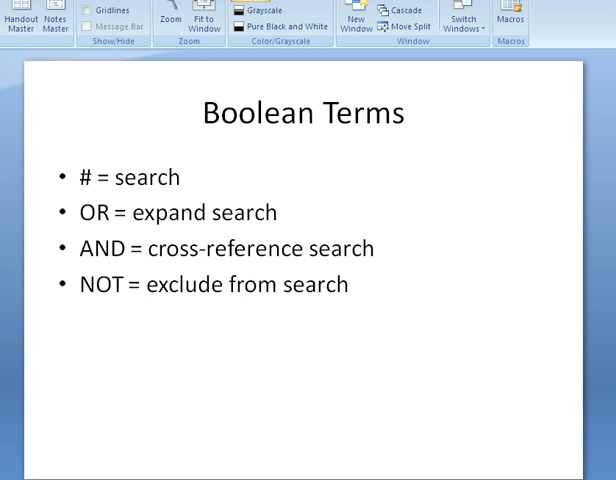 Handout Master
Notes Master
Gridlines
Message Bar
Show/Hide
Zoom
Fit to Window
Zoom
Grayscale
Pure Black and White
Color/Grayscale
New Window
Cascade
Move Split
Window
Switch Windows
Macros
Macros
Boolean Terms
• # = search
• OR = expand search
• AND = cross-reference search
• NOT = exclude from search